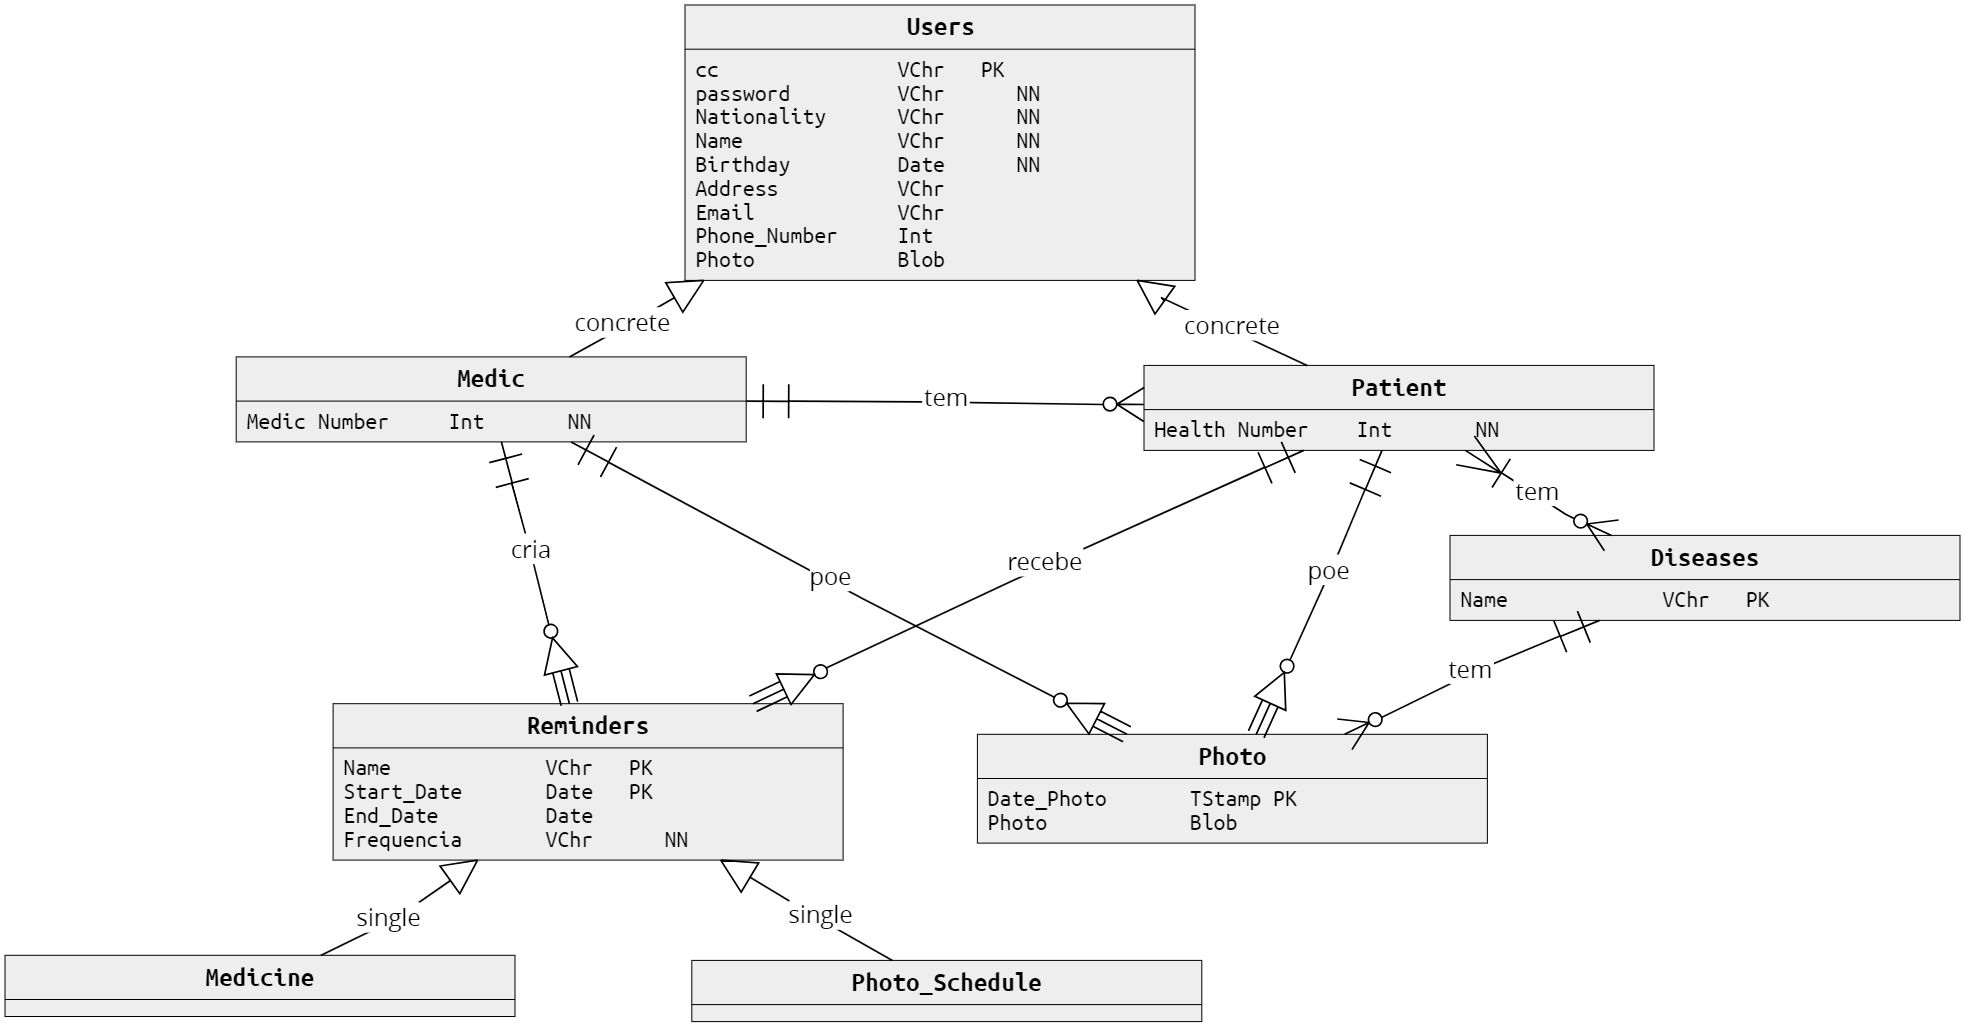 Users
cc VChr PK
password VChr NN
Nationality VChr NN
Name VChr NN
Birthday Date NN
Address VChr
Email VChr
Phone_Number Int
Photo Blob
concrete
concrete
Medic
Medic Number Int NN
tem
Patient
Health Number Int NN
tem
cria
poe
recebe
poe
Diseases
Name VChr PK
tem
Reminders
Name VChr PK
Start_Date Date PK
End_Date Date
Frequencia VChr NN
Photo
Date_Photo TStamp PK
Photo Blob
single
single
Medicine
Photo_Schedule